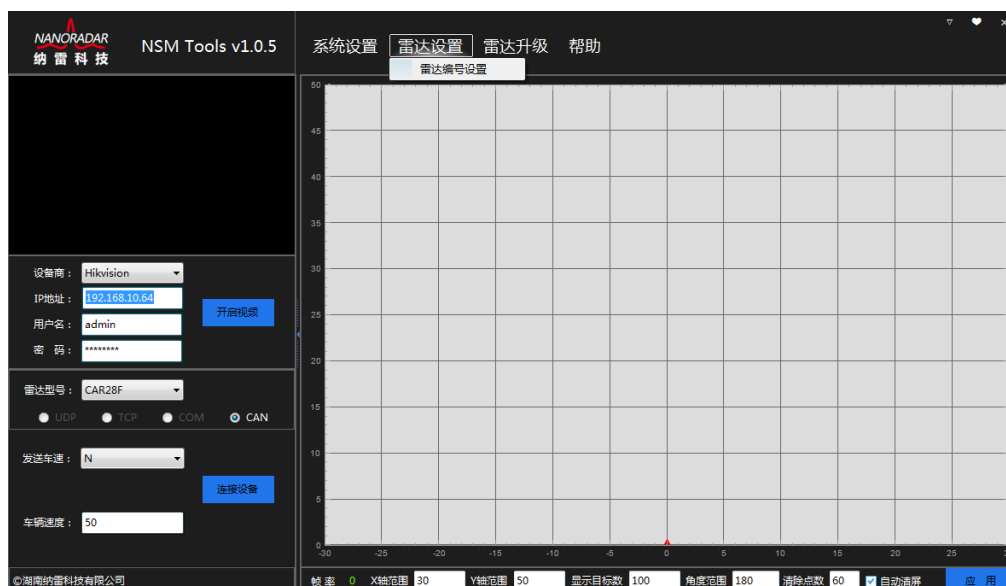 NANORADAR
纳雷科技
NSM Tools v1.0.5
系统设置 雷达设置 雷达升级 帮助
雷达编号设置
设备商： Hikvision
IP地址： 192.168.10.64
用户名： admin
密 码： ********
开启视频
雷达型号： CAR28F
UDP TCP COM CAN
发送车速： N
连接设备
车辆速度： 50
©湖南纳雷科技有限公司
50
45
40
35
30
25
20
15
10
5
0
-30 -25 -20 -15 -10 -5 0 5 10 15 20 25
帧 率 0 X轴范围 30 Y轴范围 50 显示目标数 100 角度范围 180 清除点数 60 自动清屏 应 用